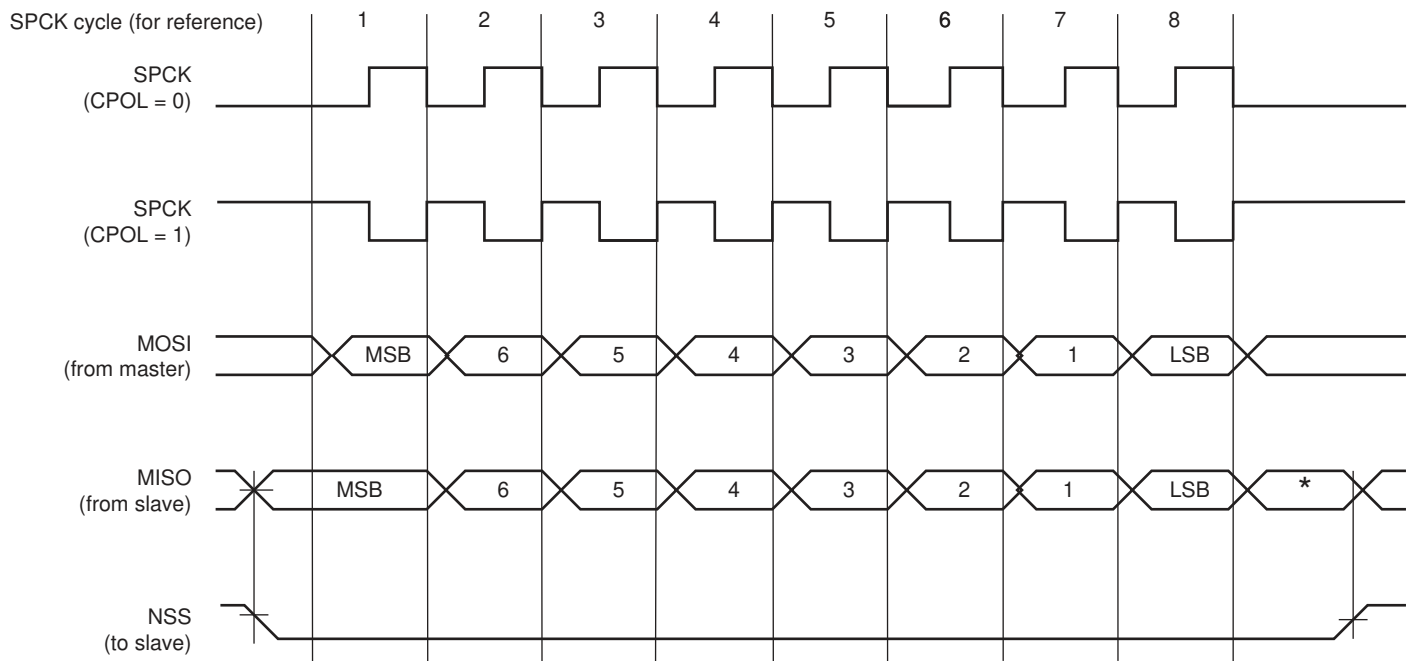 SPCK cycle (for reference) 1 2 3 4 5 6 7 8
SPCK
(CPOL = 0)
SPCK
(CPOL = 1)
MOSI
(from master)
MSB 6 5 4 3 2 1 LSB
MISO
(from slave)
MSB 6 5 4 3 2 1 LSB *
NSS
(to slave)